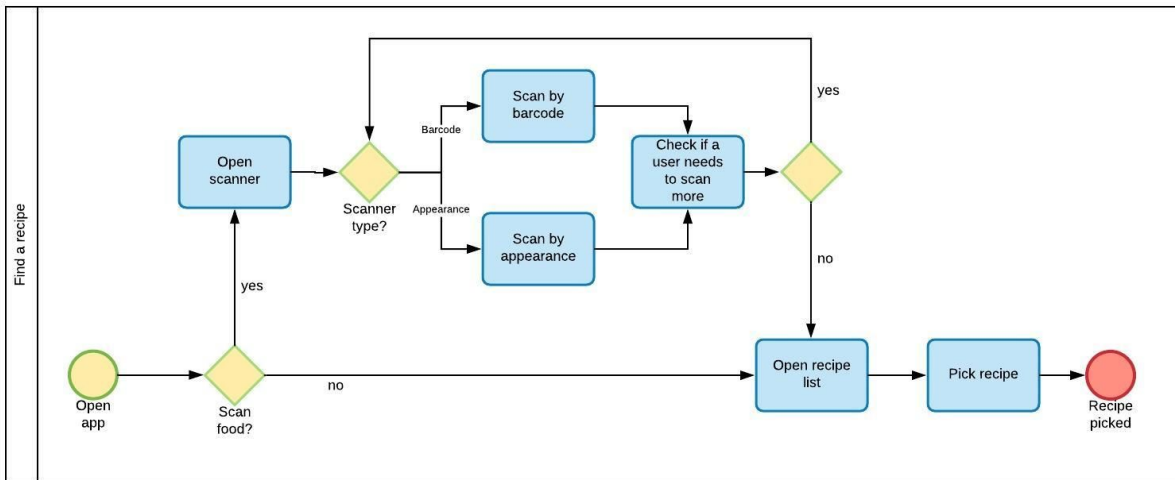 Find a recipe
Open
app
Scan
food?
yes
no
Open
scanner
Scanner
type?
Barcode
Appearance
Scan by
barcode
Scan by
appearance
Check if a
user needs
to scan
more
yes
no
Open recipe
list
Pick recipe
Recipe
picked